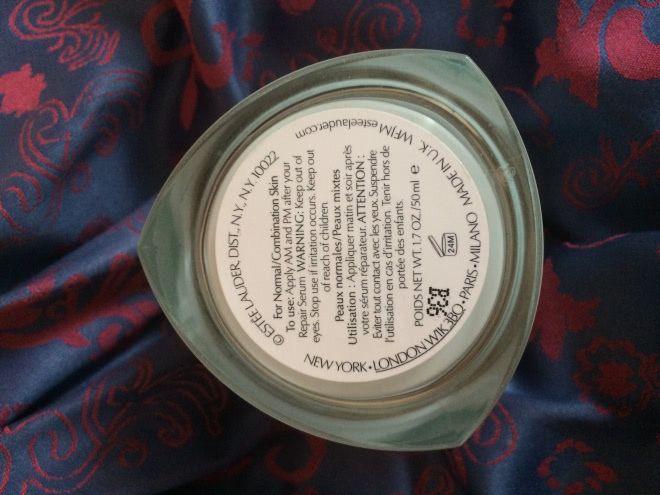 © ESTEE LAUDER, DIST., N.Y., N.Y. 10022
For Normal/Combination Skin
To use: Apply AM and PM after your
Repair Serum WARNING: Keep out of
eyes. Stop use if irritation occurs. Keep out
of reach of children.
Peaux normales/Peaux mixtes
Utilisation : Appliquer matin et soir après
votre sérum réparateur. ATTENTION :
Eviter tout contact avec les yeux. Suspendre
l'utilisation en cas d'irritation. Tenir hors de
portée des enfants.
POIDS NET WT. 1.7 OZ./50ml e
24M
NEW YORK • LONDON W1K 3BQ • PARIS • MILANO MADE IN U.K. WFJM esteelauder.com